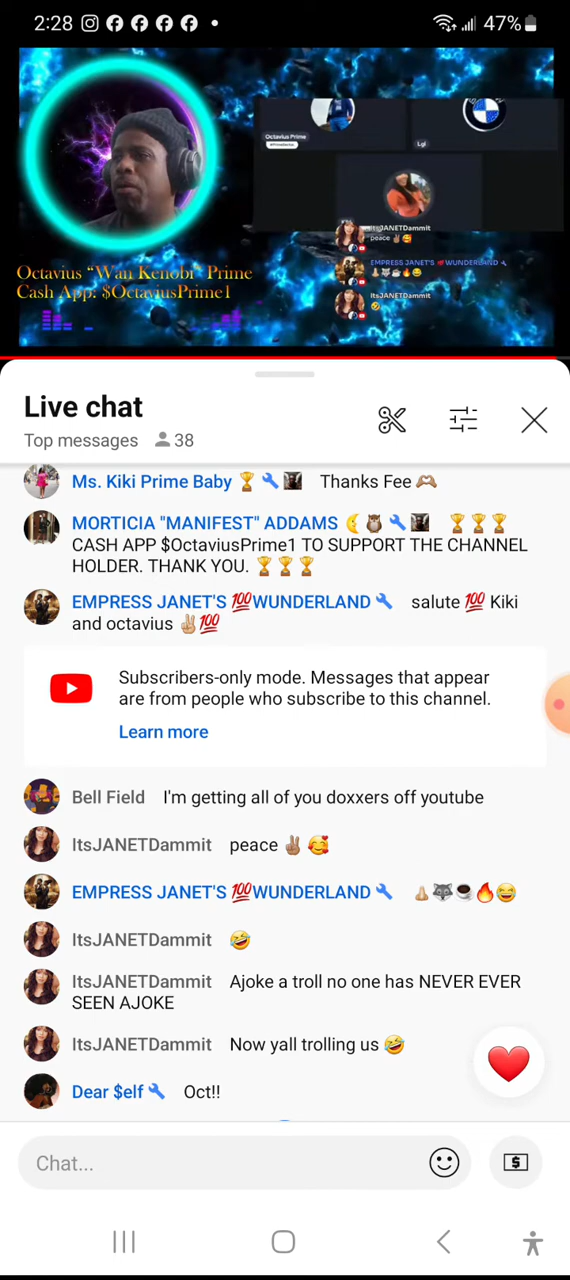 2:28
47%
Octavius Prime
Lgl
ItsJANETDammit
peace ✌🏽🥰
EMPRESS JANET'S 💯WUNDERLAND 🔧
👃🏼🐺☕🔥😂
ItsJANETDammit
🤣
Octavius “Wan Kenobi” Prime
Cash App: $OctaviusPrime1
Live chat
Top messages 38
Ms. Kiki Prime Baby 🏆🔧 Thanks Fee 🫶🏽
MORTICIA "MANIFEST" ADDAMS 🌙🦉🔧 🏆🏆🏆
CASH APP $OctaviusPrime1 TO SUPPORT THE CHANNEL
HOLDER. THANK YOU. 🏆🏆🏆
EMPRESS JANET'S 💯WUNDERLAND 🔧 salute 💯 Kiki
and octavius ✌🏼💯
Subscribers-only mode. Messages that appear
are from people who subscribe to this channel.
Learn more
Bell Field I'm getting all of you doxxers off youtube
ItsJANETDammit peace ✌🏽🥰
EMPRESS JANET'S 💯WUNDERLAND 🔧 👃🏼🐺☕🔥😂
ItsJANETDammit 🤣
ItsJANETDammit Ajoke a troll no one has NEVER EVER
SEEN AJOKE
ItsJANETDammit Now yall trolling us 🤣
Dear $elf 🔧 Oct!!
Chat...